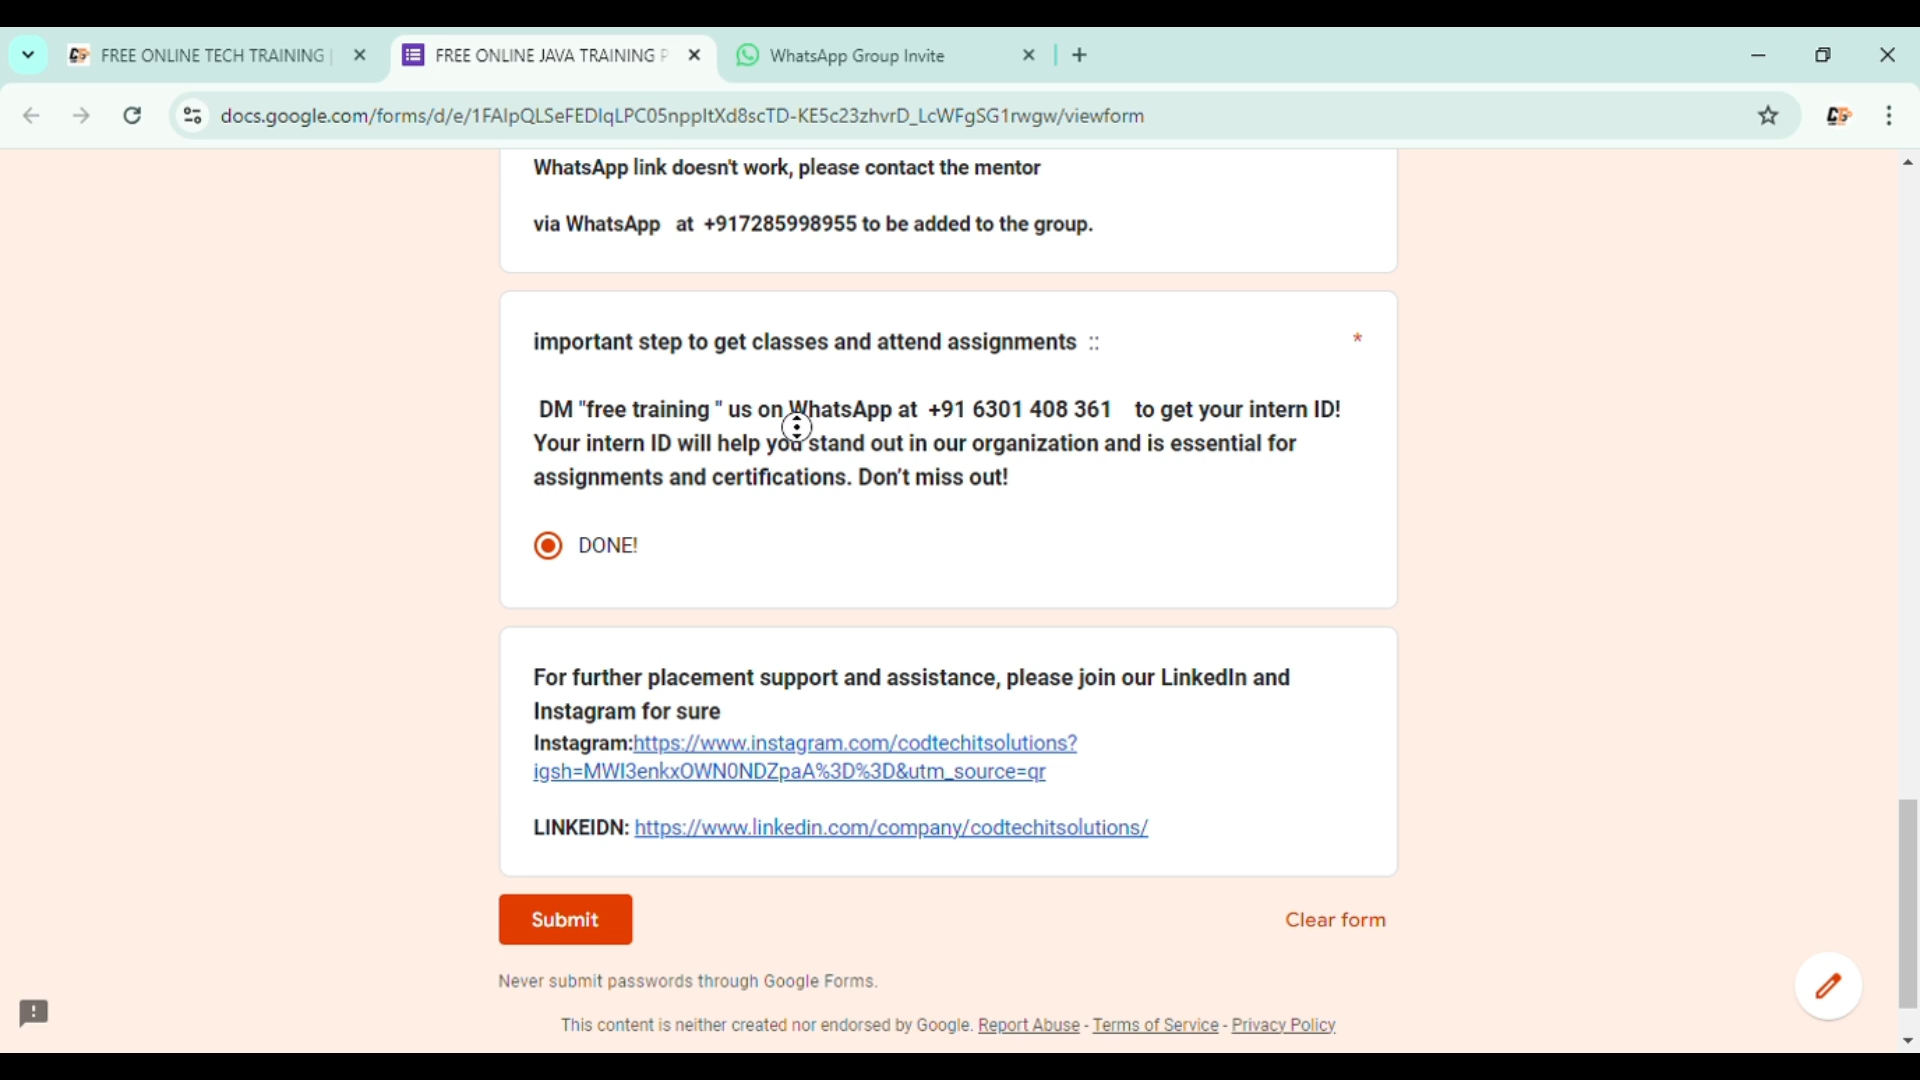 FREE ONLINE TECH TRAINING
FREE ONLINE JAVA TRAINING P
WhatsApp Group Invite
docs.google.com/forms/d/e/1FAIpQLSeFEDIqLPC05nppItXd8scTD-KE5c23zhvrD_LcWFgSG1rwgw/viewform
WhatsApp link doesn't work, please contact the mentor
via WhatsApp at +917285998955 to be added to the group.
important step to get classes and attend assignments :: *
DM "free training " us on WhatsApp at +91 6301 408 361 to get your intern ID!
Your intern ID will help you stand out in our organization and is essential for
assignments and certifications. Don't miss out!
DONE!
For further placement support and assistance, please join our LinkedIn and
Instagram for sure
Instagram:https://www.instagram.com/codtechitsolutions?
igsh=MWI3enkxOWN0NDZpaA%3D%3D&utm_source=qr
LINKEIDN: https://www.linkedin.com/company/codtechitsolutions/
Submit
Clear form
Never submit passwords through Google Forms.
This content is neither created nor endorsed by Google. Report Abuse - Terms of Service - Privacy Policy